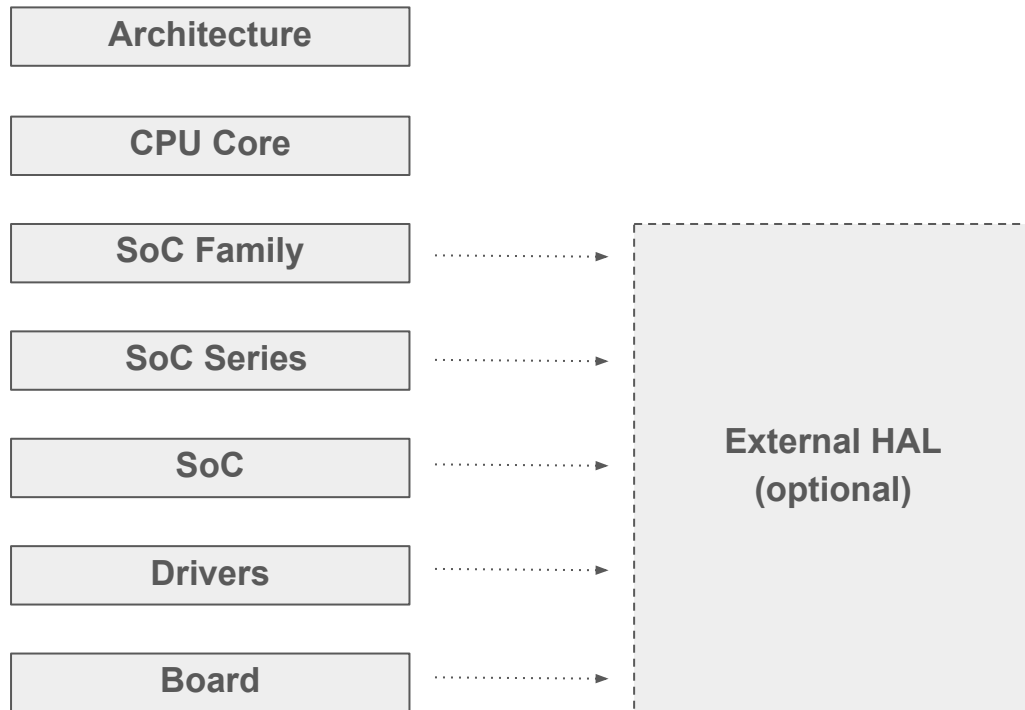 Architecture
CPU Core
SoC Family
SoC Series
SoC
Drivers
Board
External HAL
(optional)